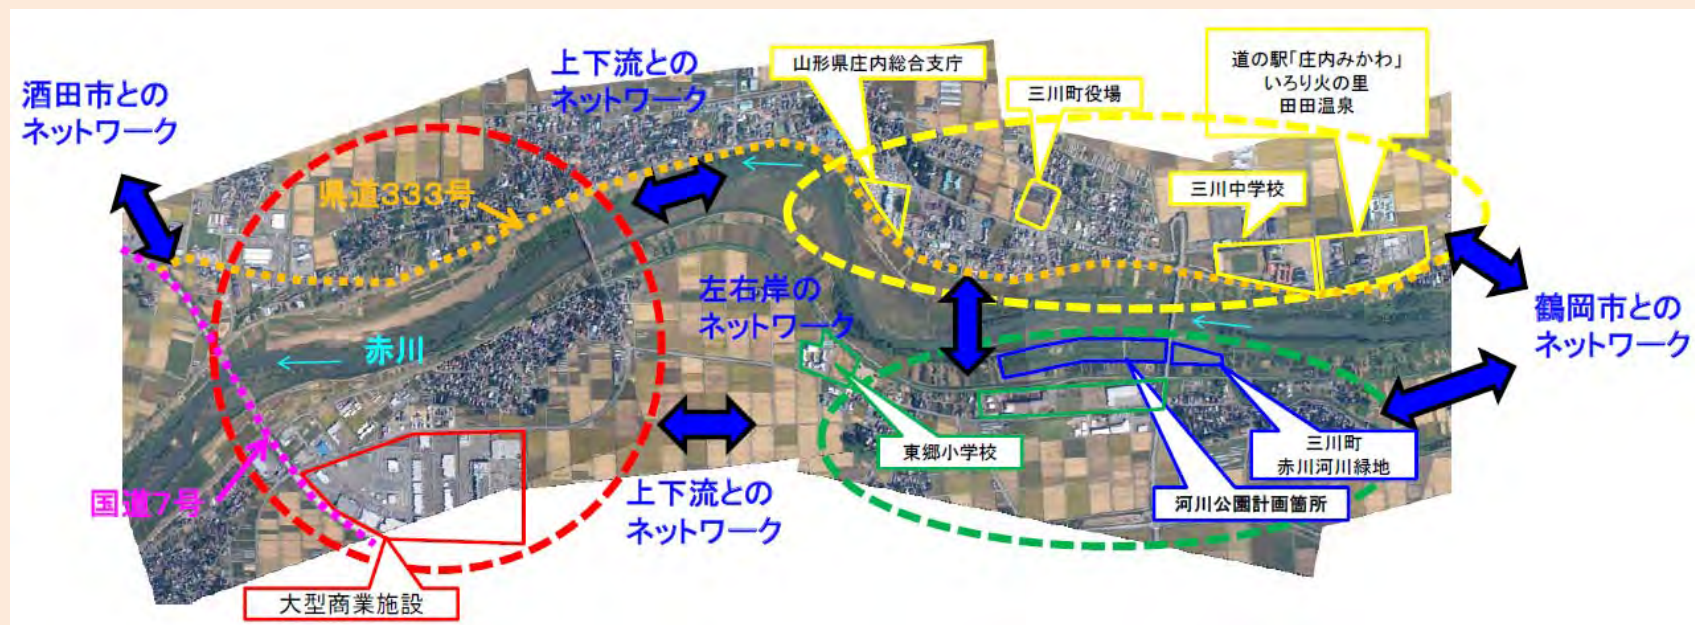 上下流との
ネットワーク
山形県庄内総合支庁
三川町役場
道の駅「庄内みかわ」
いろり火の里
田田温泉
酒田市との
ネットワーク
県道333号
三川中学校
左右岸の
ネットワーク
鶴岡市との
ネットワーク
赤川
東郷小学校
三川町
赤川河川緑地
国道7号
上下流との
ネットワーク
河川公園計画箇所
大型商業施設